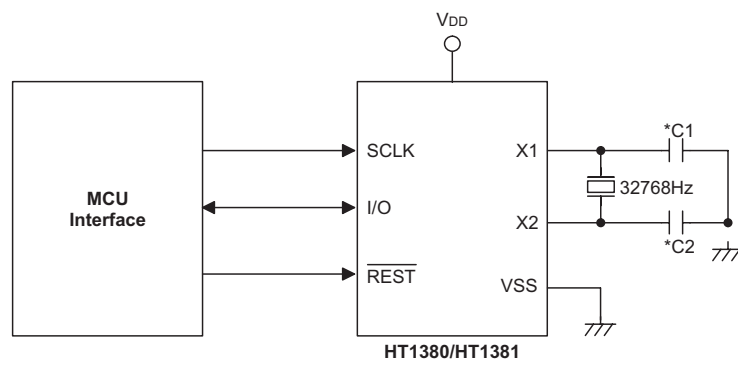 VDD
MCU
Interface
SCLK
I/O
REST
X1
X2
VSS
*C1
32768Hz
*C2
HT1380/HT1381